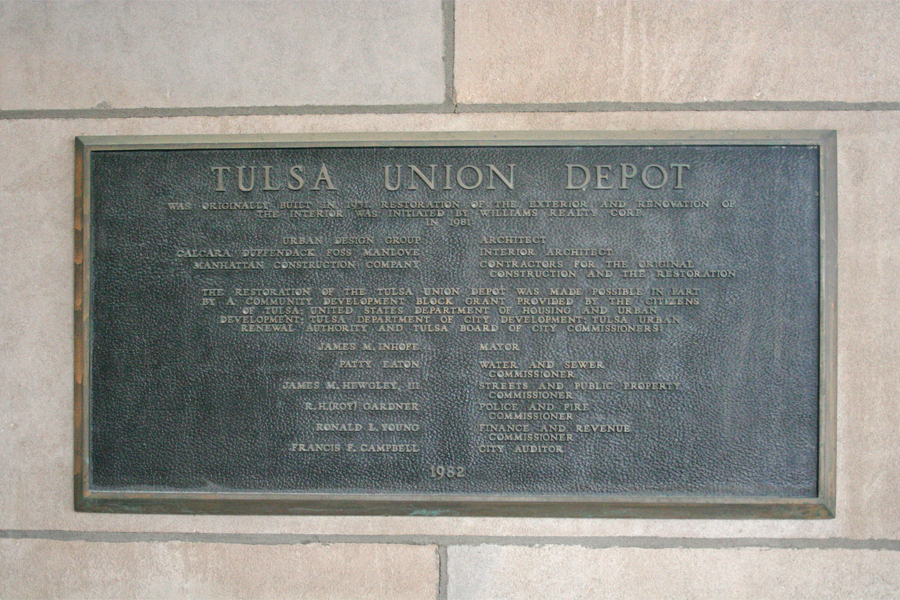 TULSA UNION DEPOT
WAS ORIGINALLY BUILT IN 1931. RESTORATION OF THE EXTERIOR AND RENOVATION OF
THE INTERIOR WAS INITIATED BY WILLIAMS REALTY CORP.
IN 1981.
URBAN DESIGN GROUP ARCHITECT
CALCARA DUFFENDACK FOSS MANLOVE INTERIOR ARCHITECT
MANHATTAN CONSTRUCTION COMPANY CONTRACTORS FOR THE ORIGINAL
CONSTRUCTION AND THE RESTORATION
THE RESTORATION OF THE TULSA UNION DEPOT WAS MADE POSSIBLE IN PART
BY A COMMUNITY DEVELOPMENT BLOCK GRANT PROVIDED BY THE CITIZENS
OF TULSA; UNITED STATES DEPARTMENT OF HOUSING AND URBAN
DEVELOPMENT; TULSA DEPARTMENT OF CITY DEVELOPMENT; TULSA URBAN
RENEWAL AUTHORITY AND TULSA BOARD OF CITY COMMISSIONERS:
JAMES M. INHOFE MAYOR
PATTY EATON WATER AND SEWER
COMMISSIONER
JAMES M. HEWGLEY, III STREETS AND PUBLIC PROPERTY
COMMISSIONER
R.H.(ROY) GARDNER POLICE AND FIRE
COMMISSIONER
RONALD L. YOUNG FINANCE AND REVENUE
COMMISSIONER
FRANCIS F. CAMPBELL CITY AUDITOR
1982